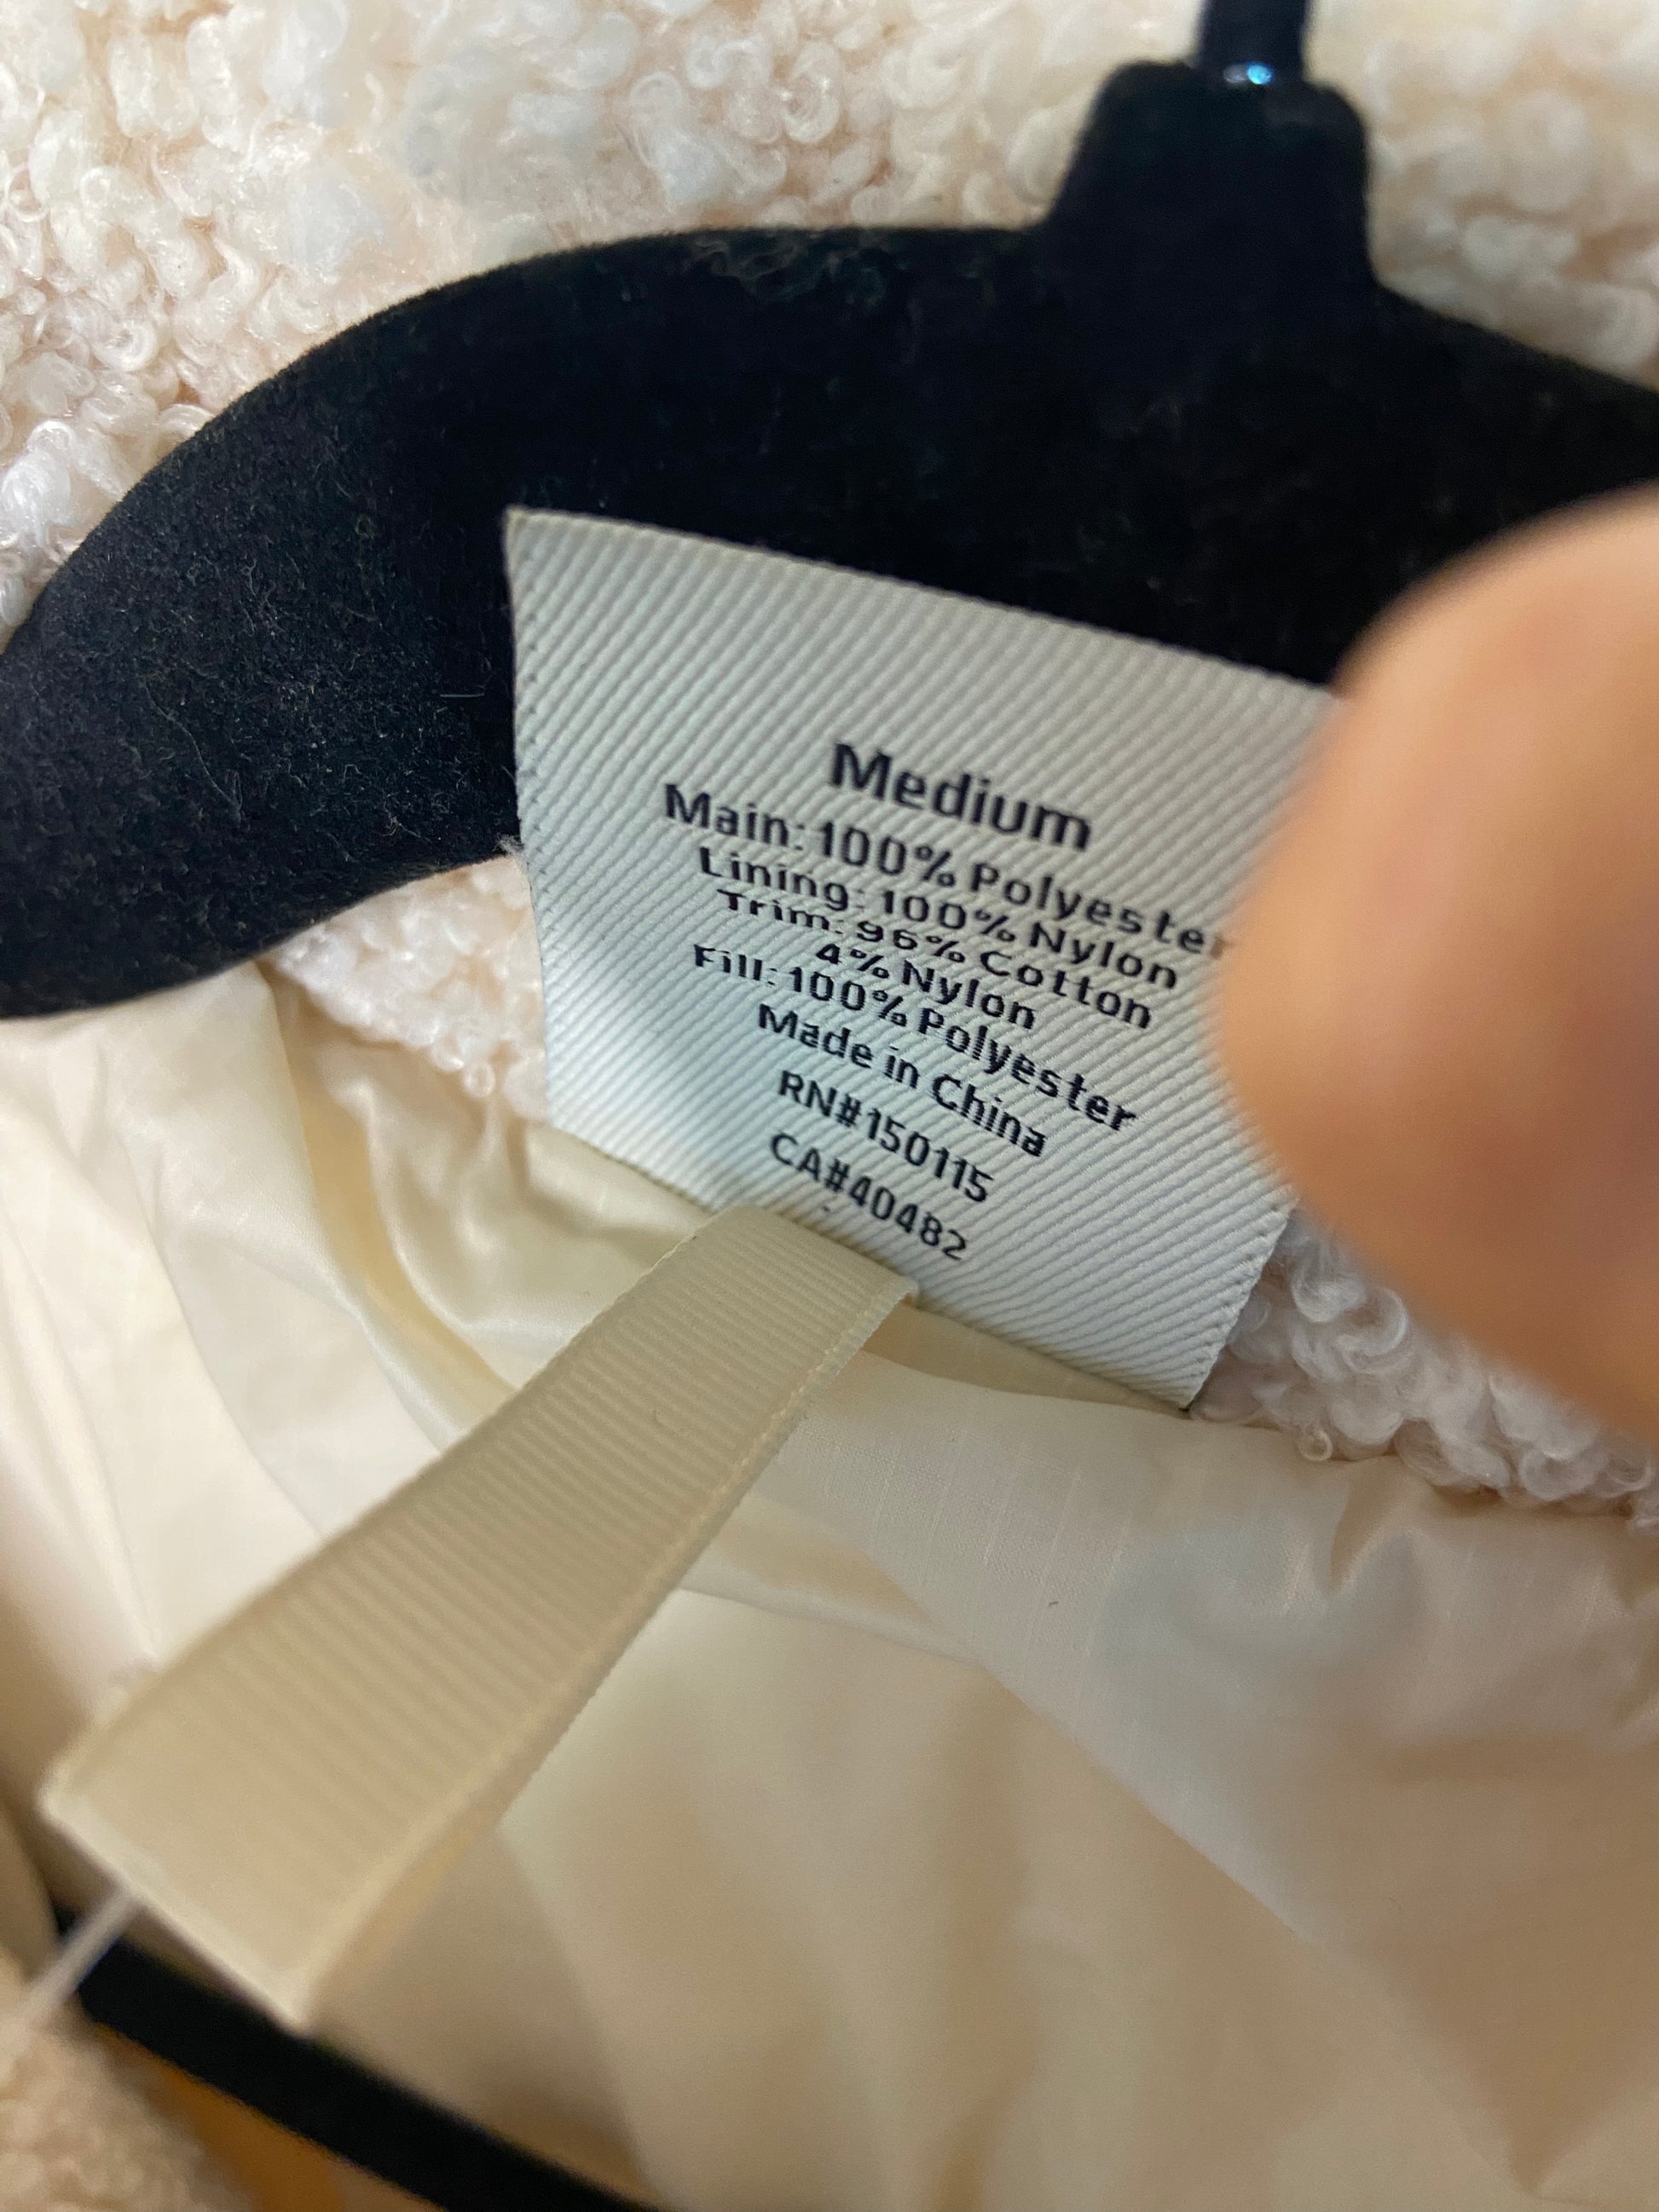 Medium
Main: 100% Polyester
Lining: 100% Nylon
Trim: 96% Cotton
4% Nylon
Fill: 100% Polyester
Made in China
RN#150115
CA#40482